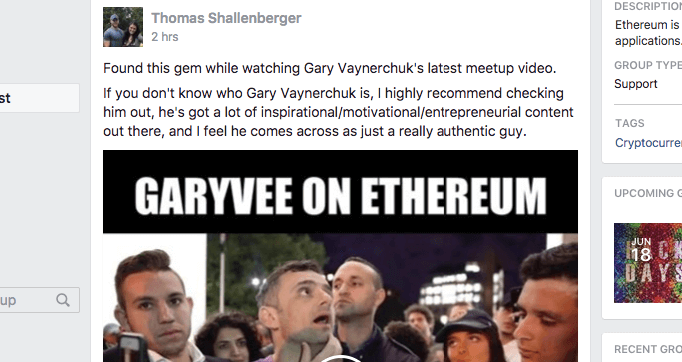 Thomas Shallenberger
2 hrs
Found this gem while watching Gary Vaynerchuk's latest meetup video.
If you don't know who Gary Vaynerchuk is, I highly recommend checking
him out, he's got a lot of inspirational/motivational/entrepreneurial content
out there, and I feel he comes across as just a really authentic guy.
GARYVEE ON ETHEREUM
st
up
DESCRIPTION
Ethereum is
applications.
GROUP TYPE
Support
TAGS
Cryptocurre
UPCOMING G
JUN
18
DAYS
RECENT GRO